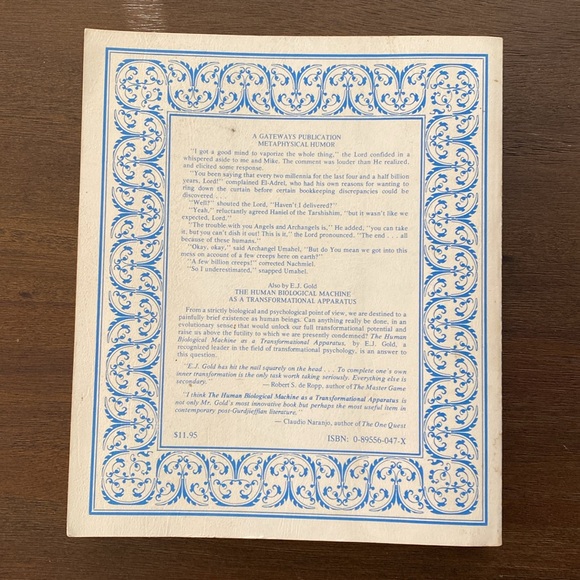 A GATEWAYS PUBLICATION
METAPHYSICAL HUMOR
"I got a good mind to vaporize the whole thing," the Lord confided in a
whispered aside to me and Mike. The comment was louder than He realized,
and elicited some response.
"You been saying that every two millennia for the last four and a half billion
years, Lord!" complained El-Adrel, who had his own reasons for wanting to
ring down the curtain before certain bookkeeping discrepancies could be
discovered . . .
"Well?" shouted the Lord, "Haven't I delivered?"
"Yeah," reluctantly agreed Haniel of the Tarshishim, "but it wasn't like we
expected, Lord."
"The trouble with you Angels and Archangels is," He added, "you can take
it, but you can't dish it out! This is it," the Lord pronounced. "The end . . . all
because of these humans."
"Okay, okay," said Archangel Umahel, "But do You mean we got into this
mess on account of a few creeps here on earth?"
"A few billion creeps!" corrected Nachmiel.
"So I underestimated," snapped Umahel.
Also by E.J. Gold
THE HUMAN BIOLOGICAL MACHINE
AS A TRANSFORMATIONAL APPARATUS
From a strictly biological and psychological point of view, we are destined to a
painfully brief existence as human beings. Can anything really be done, in an
evolutionary sense, that would unlock our full transformational potential and
raise us above the futility to which we are presently condemned? The Human
Biological Machine as a Transformational Apparatus, by E.J. Gold, a
recognized leader in the field of transformational psychology, is an answer to
this question.
"E.J. Gold has hit the nail squarely on the head . . . To complete one's own
inner transformation is the only task worth taking seriously. Everything else is
secondary.
— Robert S. de Ropp, author of The Master Game
"I think The Human Biological Machine as a Transformational Apparatus is
not only Mr. Gold's most innovative book but perhaps the most useful item in
contemporary post-Gurdjieffian literature."
— Claudio Naranjo, author of The One Quest
$11.95 ISBN: 0-89556-047-X